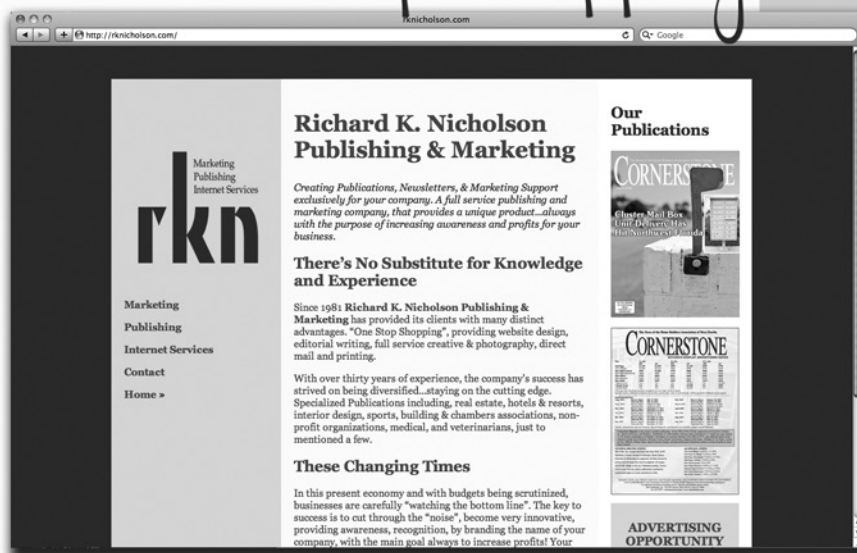 rknicholson.com
http://rknicholson.com/
Google
Marketing
Publishing
Internet Services
rkn
Marketing
Publishing
Internet Services
Contact
Home »
Richard K. Nicholson
Publishing & Marketing
Creating Publications, Newsletters, & Marketing Support
exclusively for your company. A full service publishing and
marketing company, that provides a unique product...always
with the purpose of increasing awareness and profits for your
business.
There's No Substitute for Knowledge
and Experience
Since 1981 Richard K. Nicholson Publishing &
Marketing has provided its clients with many distinct
advantages. "One Stop Shopping", providing website design,
editorial writing, full service creative & photography, direct
mail and printing.
With over thirty years of experience, the company's success has
strived on being diversified...staying on the cutting edge.
Specialized Publications including, real estate, hotels & resorts,
interior design, sports, building & chambers associations, non-
profit organizations, medical, and veterinarians, just to
mentioned a few.
These Changing Times
In this present economy and with budgets being scrutinized,
businesses are carefully "watching the bottom line". The key to
success is to cut through the "noise", become very innovative,
providing awareness, recognition, by branding the name of your
company, with the main goal always to increase profits! Your
Our
Publications
CORNERSTONE
Cluster Mail Box
Unit Delivery Has
Hit Northwest Florida
CORNERSTONE
ADVERTISING
OPPORTUNITY